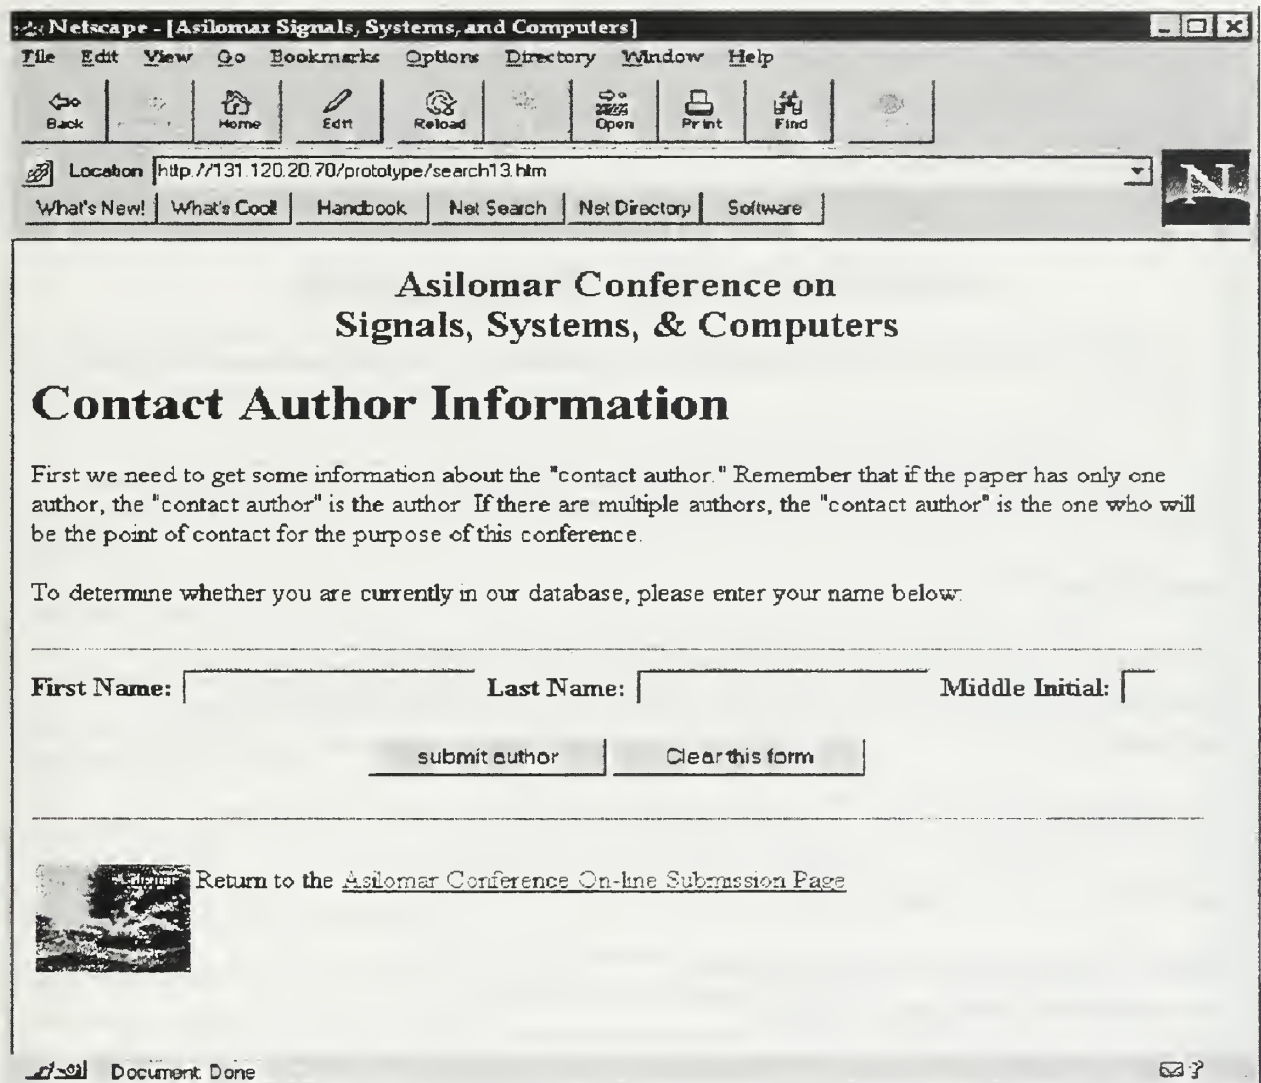 Netscape - [Asilomar Signals, Systems, and Computers]
File Edit View Go Bookmarks Options Directory Window Help
Back Home Edit Reload Open Print Find
Location http://131.120.20.70/prototype/search13.htm
N
What's New! What's Cool! Handbook Net Search Net Directory Software
Asilomar Conference on
Signals, Systems, & Computers
Contact Author Information
First we need to get some information about the "contact author." Remember that if the paper has only one
author, the "contact author" is the author. If there are multiple authors, the "contact author" is the one who will
be the point of contact for the purpose of this conference.
To determine whether you are currently in our database, please enter your name below:
First Name: Last Name: Middle Initial:
submit author Clear this form
Return to the Asilomar Conference On-line Submission Page
Document: Done